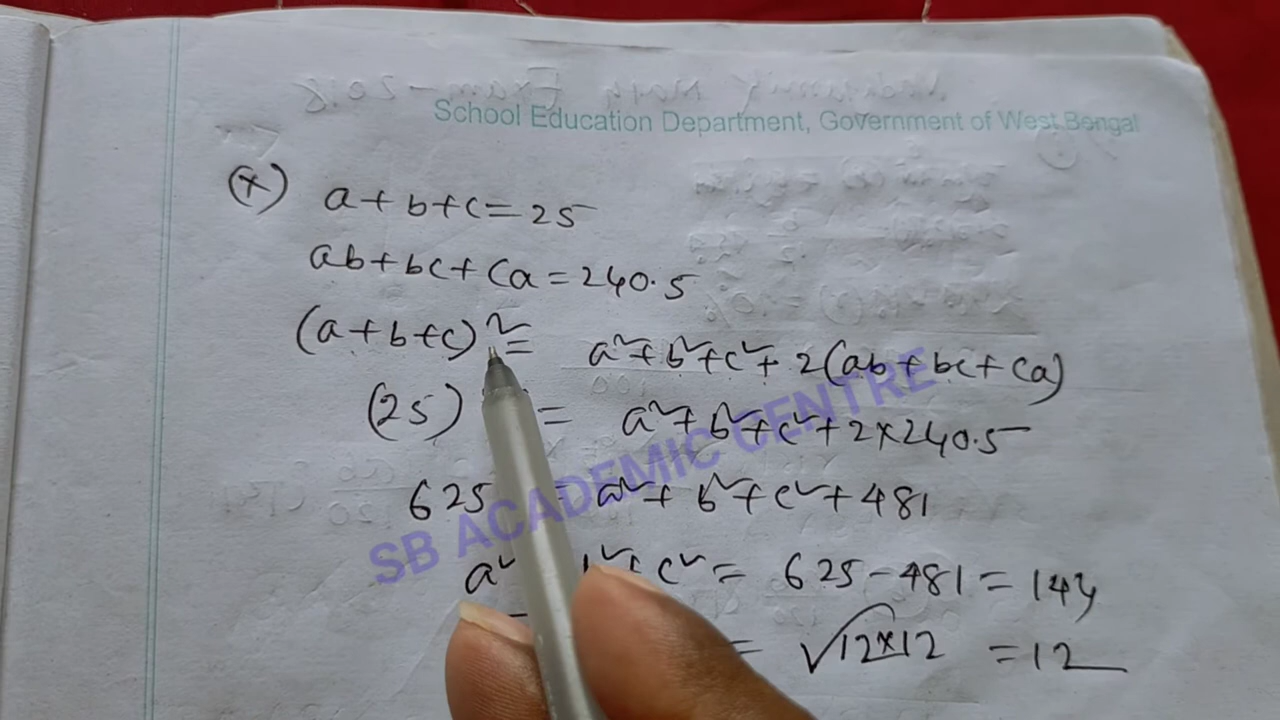 School Education Department, Government of West Bengal
(x) a+b+c=25
ab+bc+ca=240.5
(a+b+c)²= a²+b²+c²+2(ab+bc+ca)
(25) = a²+b²+c²+2×240.5
625 = a²+b²+c²+481
a² b²+c²= 625-481=144
= √12×12 =12
SB ACADEMIC CENTRE